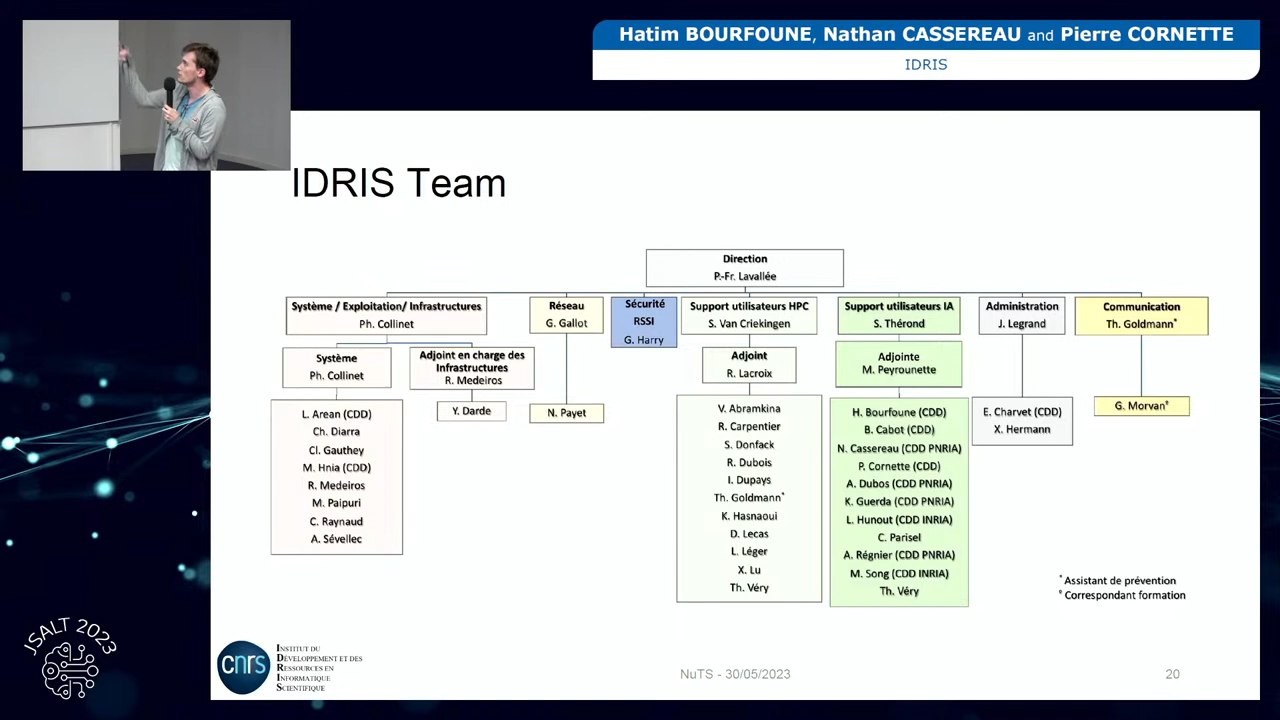 Hatim BOURFOUNE, Nathan CASSEREAU and Pierre CORNETTE
IDRIS
IDRIS Team
Direction
P.-Fr. Lavallée
Système / Exploitation/ Infrastructures
Ph. Collinet
Réseau
G. Gallot
Sécurité
RSSI
G. Harry
Support utilisateurs HPC
S. Van Criekingen
Support utilisateurs IA
S. Thérond
Administration
J. Legrand
Communication
Th. Goldmann*
Système
Ph. Collinet
Adjoint en charge des
Infrastructures
R. Medeiros
Adjoint
R. Lacroix
Adjointe
M. Peyrounette
L. Arean (CDD)
Ch. Diarra
Cl. Gauthey
M. Hnia (CDD)
R. Medeiros
M. Paipuri
C. Raynaud
A. Sévellec
Y. Darde
N. Payet
V. Abramkina
R. Carpentier
S. Donfack
R. Dubois
I. Dupays
Th. Goldmann*
K. Hasnaoui
D. Lecas
L. Léger
X. Lu
Th. Véry
H. Bourfoune (CDD)
B. Cabot (CDD)
N. Cassereau (CDD PNRIA)
P. Cornette (CDD)
A. Dubos (CDD PNRIA)
K. Guerda (CDD PNRIA)
L. Hunout (CDD INRIA)
C. Parisel
A. Régnier (CDD PNRIA)
M. Song (CDD INRIA)
Th. Véry
E. Charvet (CDD)
X. Hermann
G. Morvan⁰
* Assistant de prévention
⁰ Correspondant formation
JSALT 2023
cnrs
INSTITUT DU
DÉVELOPPEMENT ET DES
RESSOURCES EN
INFORMATIQUE
SCIENTIFIQUE
NuTS - 30/05/2023
20